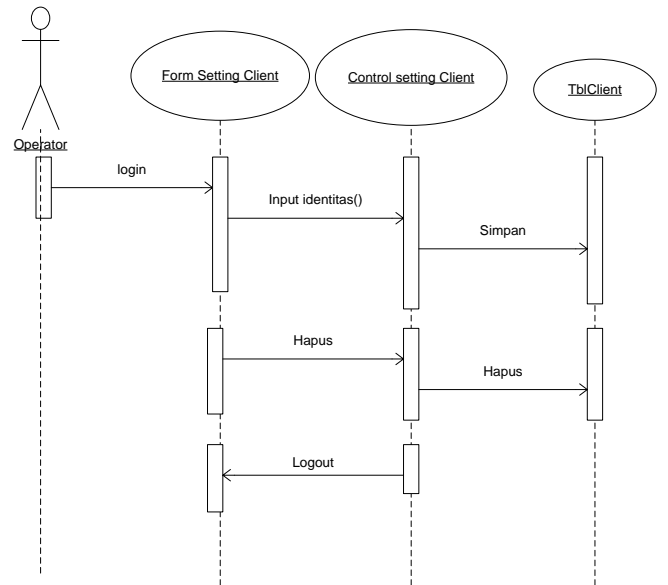 Form Setting Client
Control setting Client
TblClient
Operator
login
Input identitas()
Simpan
Hapus
Hapus
Logout